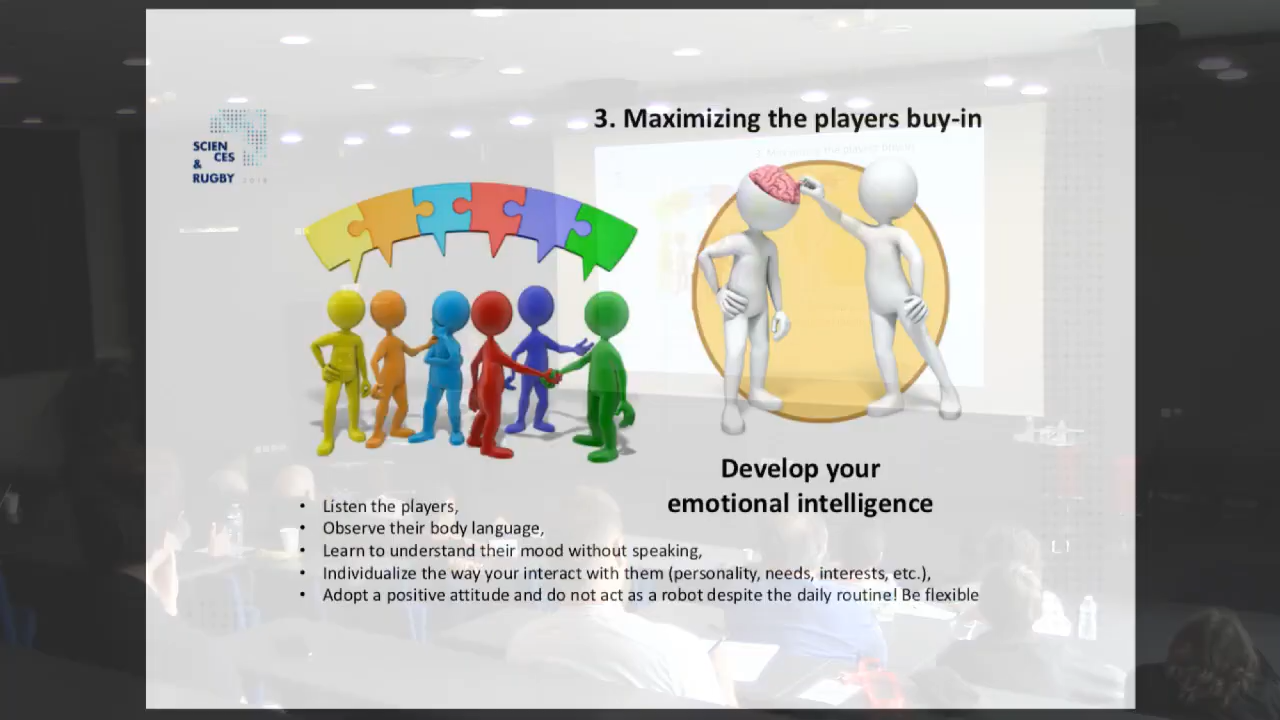 SCIEN
CES
&
RUGBY 2018
3. Maximizing the players buy-in
Develop your
emotional intelligence
• Listen the players,
• Observe their body language,
• Learn to understand their mood without speaking,
• Individualize the way your interact with them (personality, needs, interests, etc.),
• Adopt a positive attitude and do not act as a robot despite the daily routine! Be flexible